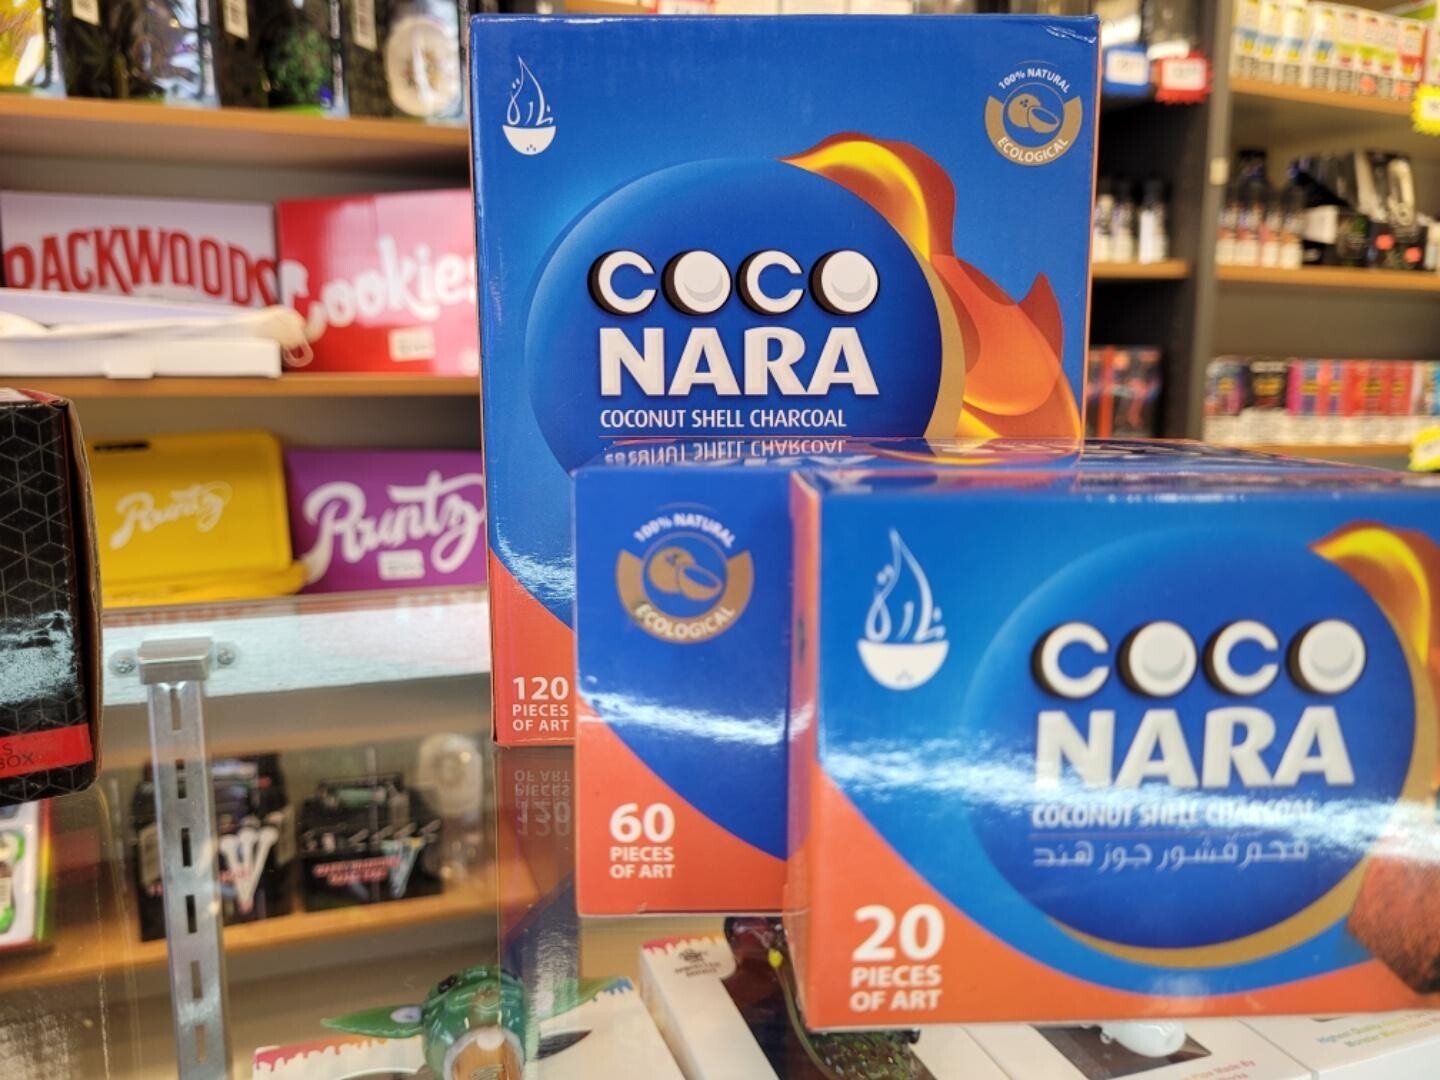 BACKWOODS
Cookies
Runtz
Runtz
100% NATURAL
ECOLOGICAL
COCO
NARA
COCONUT SHELL CHARCOAL
120
PIECES
OF ART
100% NATURAL
ECOLOGICAL
60
PIECES
OF ART
COCO
NARA
COCONUT SHELL CHARCOAL
فحم قشور جوز هند
20
PIECES
OF ART
BOX